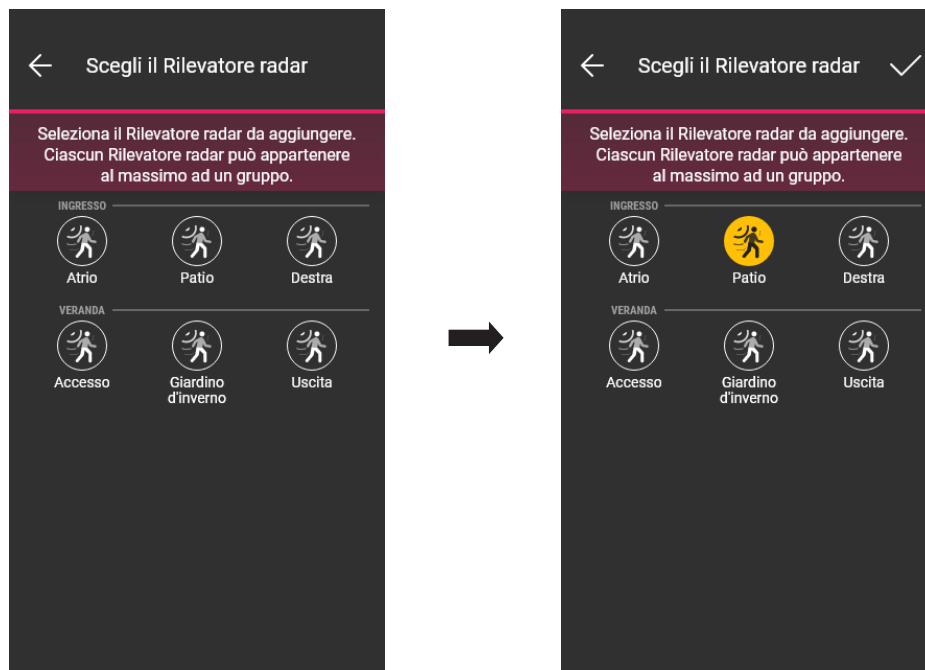 Scegli il Rilevatore radar
Seleziona il Rilevatore radar da aggiungere.
Ciascun Rilevatore radar può appartenere
al massimo ad un gruppo.
INGRESSO
Atrio
Patio
Destra
VERANDA
Accesso
Giardino
d'inverno
Uscita
Scegli il Rilevatore radar
Seleziona il Rilevatore radar da aggiungere.
Ciascun Rilevatore radar può appartenere
al massimo ad un gruppo.
INGRESSO
Atrio
Patio
Destra
VERANDA
Accesso
Giardino
d'inverno
Uscita